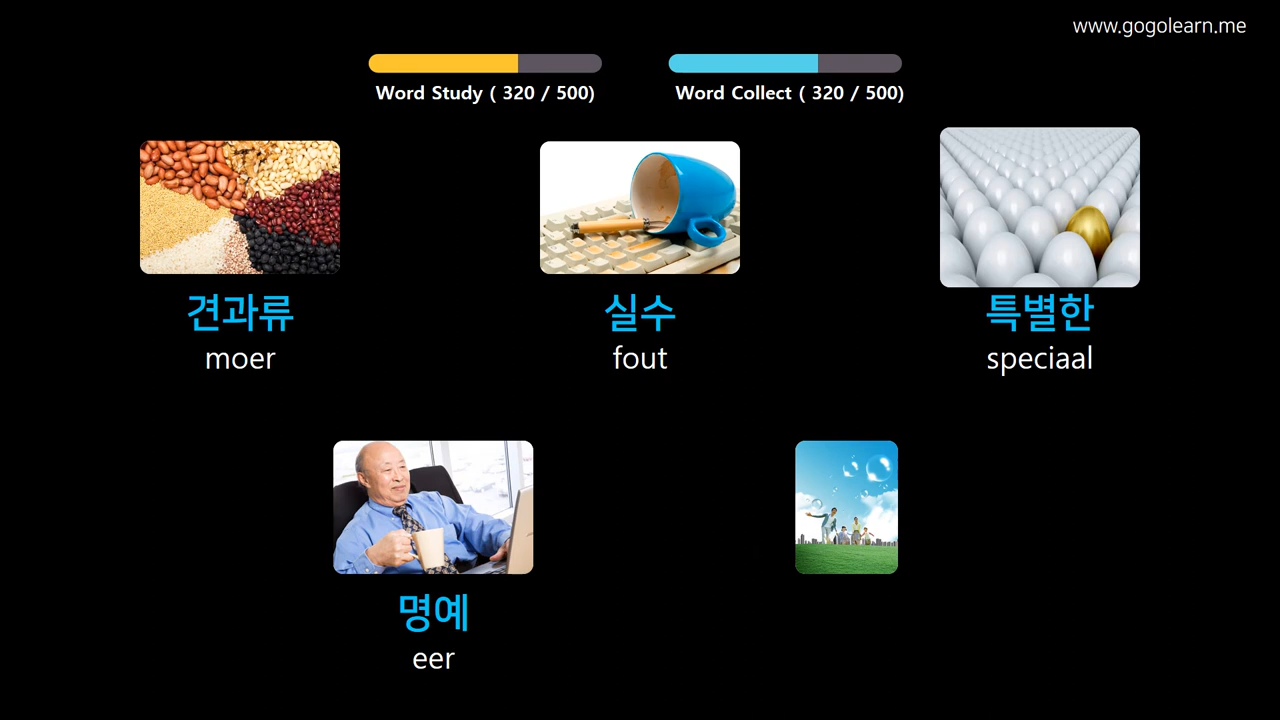 www.gogolearn.me
Word Study ( 320 / 500)
Word Collect ( 320 / 500)
견과류
moer
실수
fout
특별한
speciaal
명예
eer